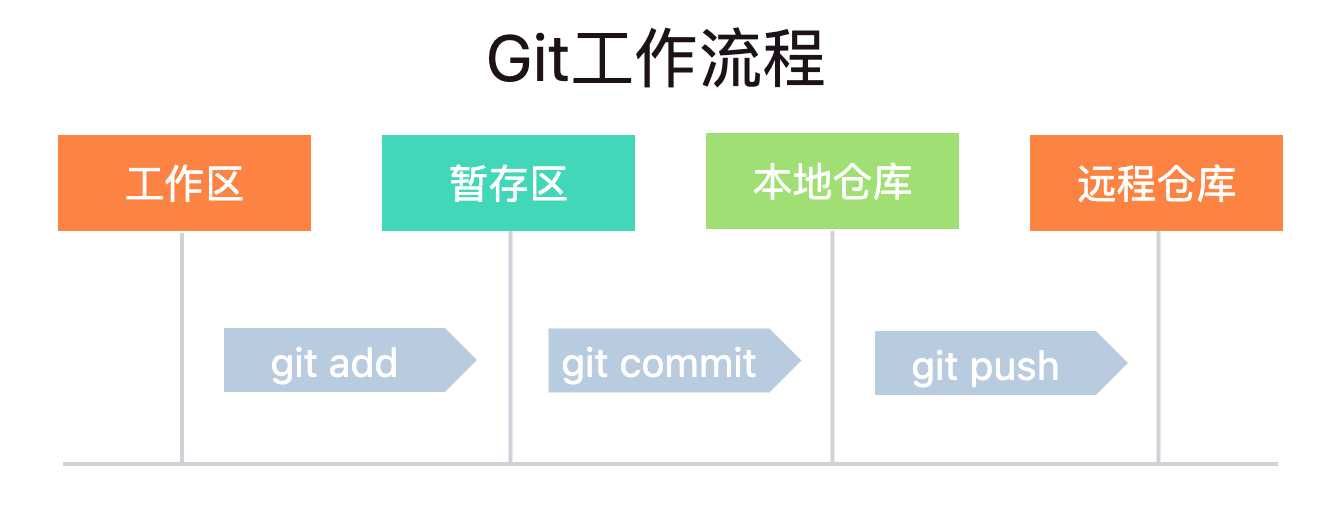 Git工作流程
工作区
暂存区
本地仓库
远程仓库
git add
git commit
git push